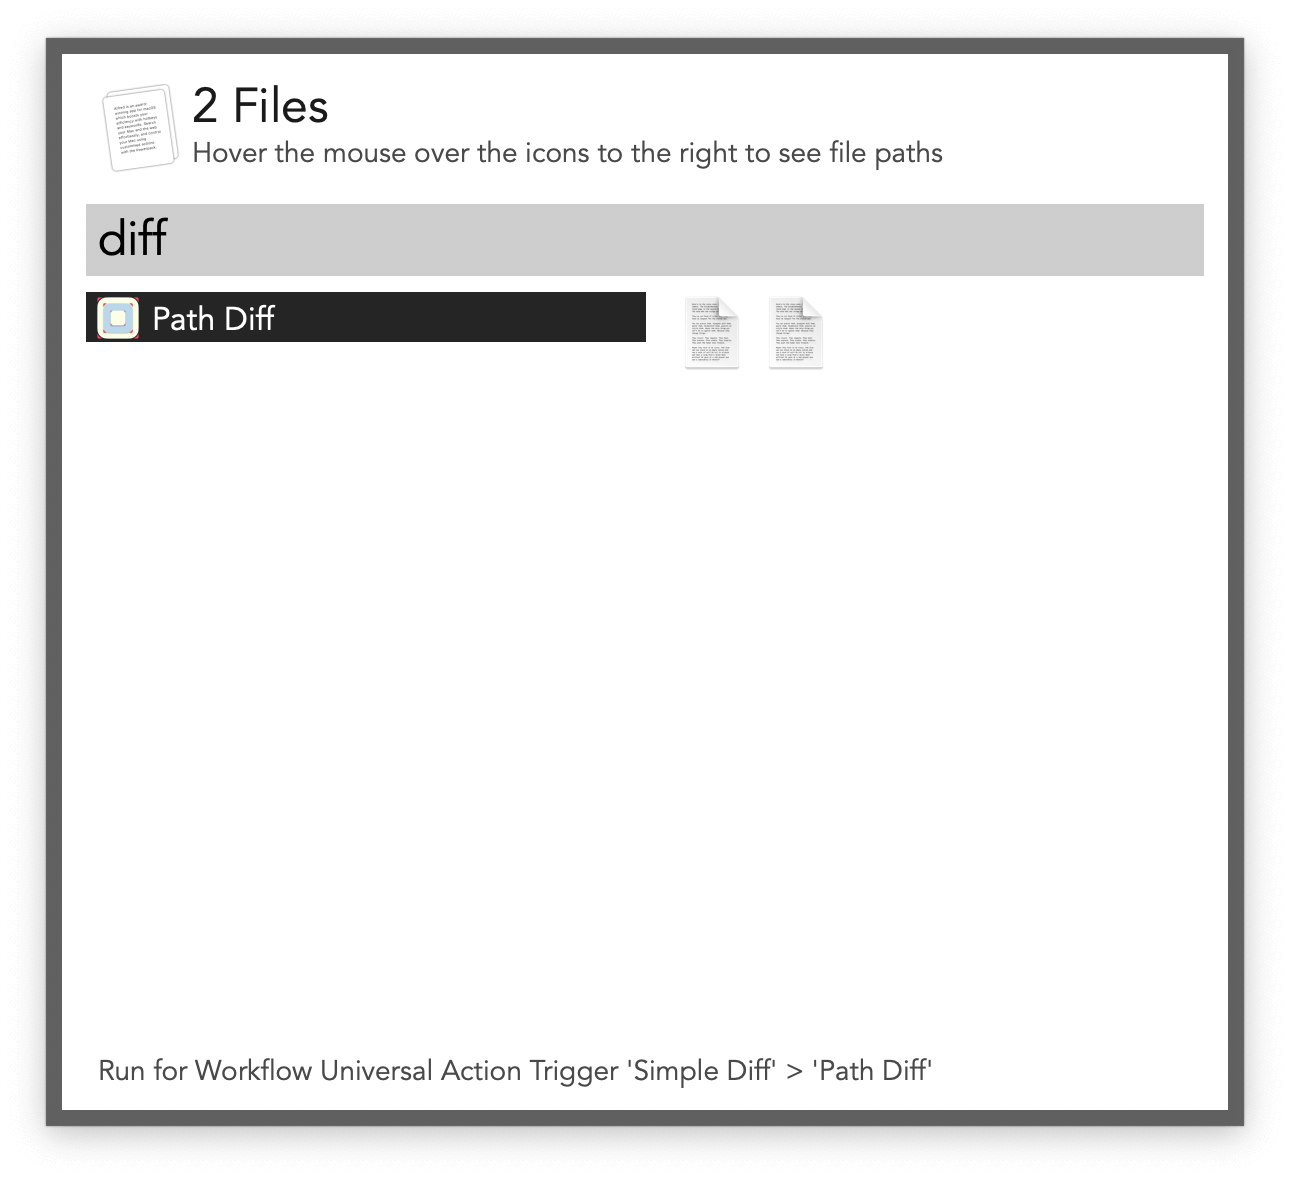 2 Files
Hover the mouse over the icons to the right to see file paths
diff
Path Diff
Run for Workflow Universal Action Trigger 'Simple Diff' > 'Path Diff'